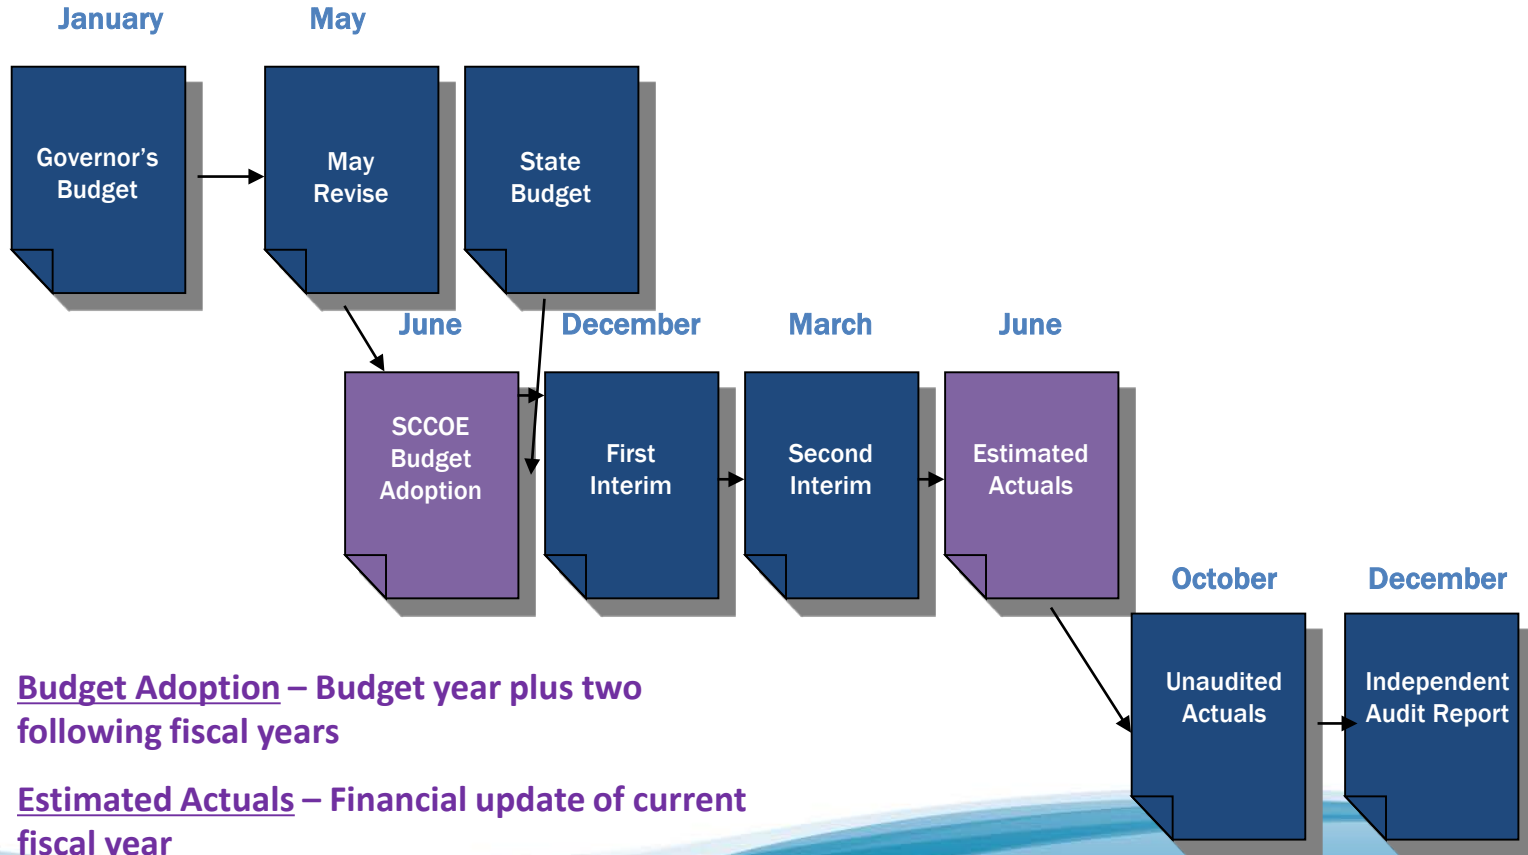 January
May
Governor's
Budget
May
Revise
State
Budget
June
December
March
June
SCCOE
Budget
Adoption
First
Interim
Second
Interim
Estimated
Actuals
October
December
Unaudited
Actuals
Independent
Audit Report
Budget Adoption – Budget year plus two
following fiscal years
Estimated Actuals – Financial update of current
fiscal year